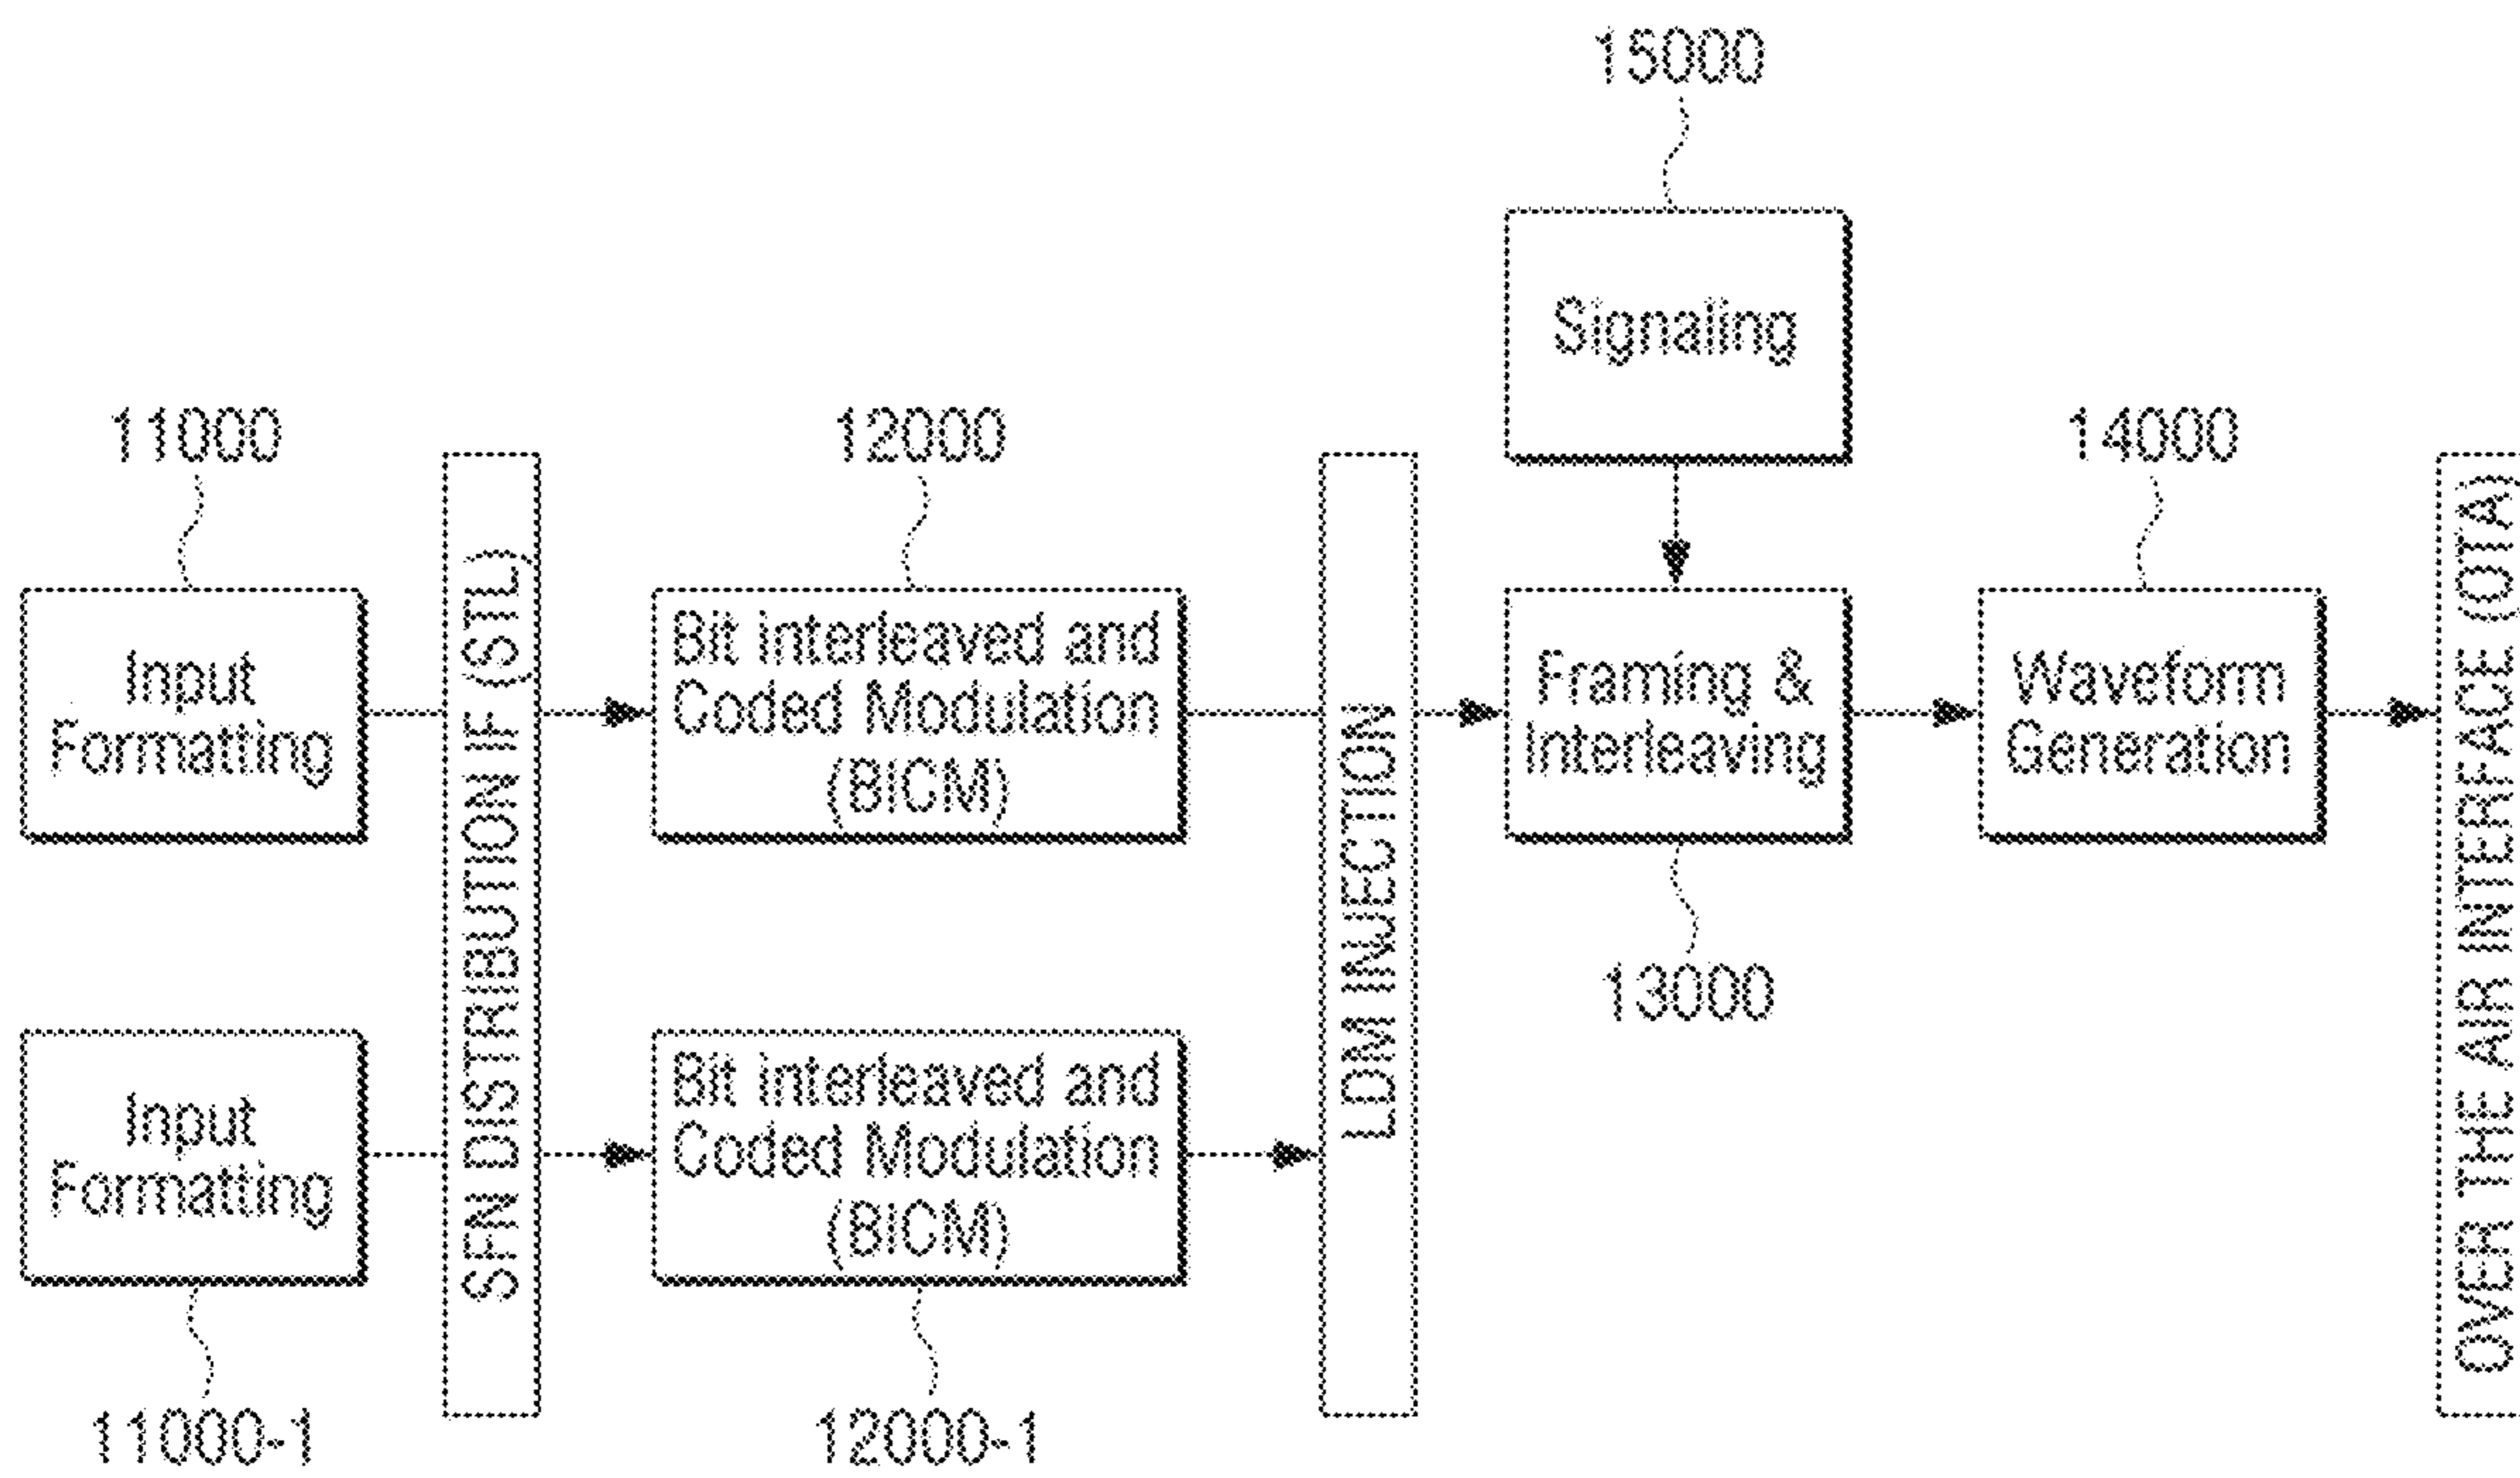 15000
Signaling
11000
12000
14000
Input
Formatting
SFN DISTRIBUTION IF (STL)
Bit interleaved and
Coded Modulation
(BICM)
LDM INJECTION
Framing &
Interleaving
Waveform
Generation
OVER THE AIR INTERFACE (OTA)
13000
Input
Formatting
Bit interleaved and
Coded Modulation
(BICM)
11000-1
12000-1